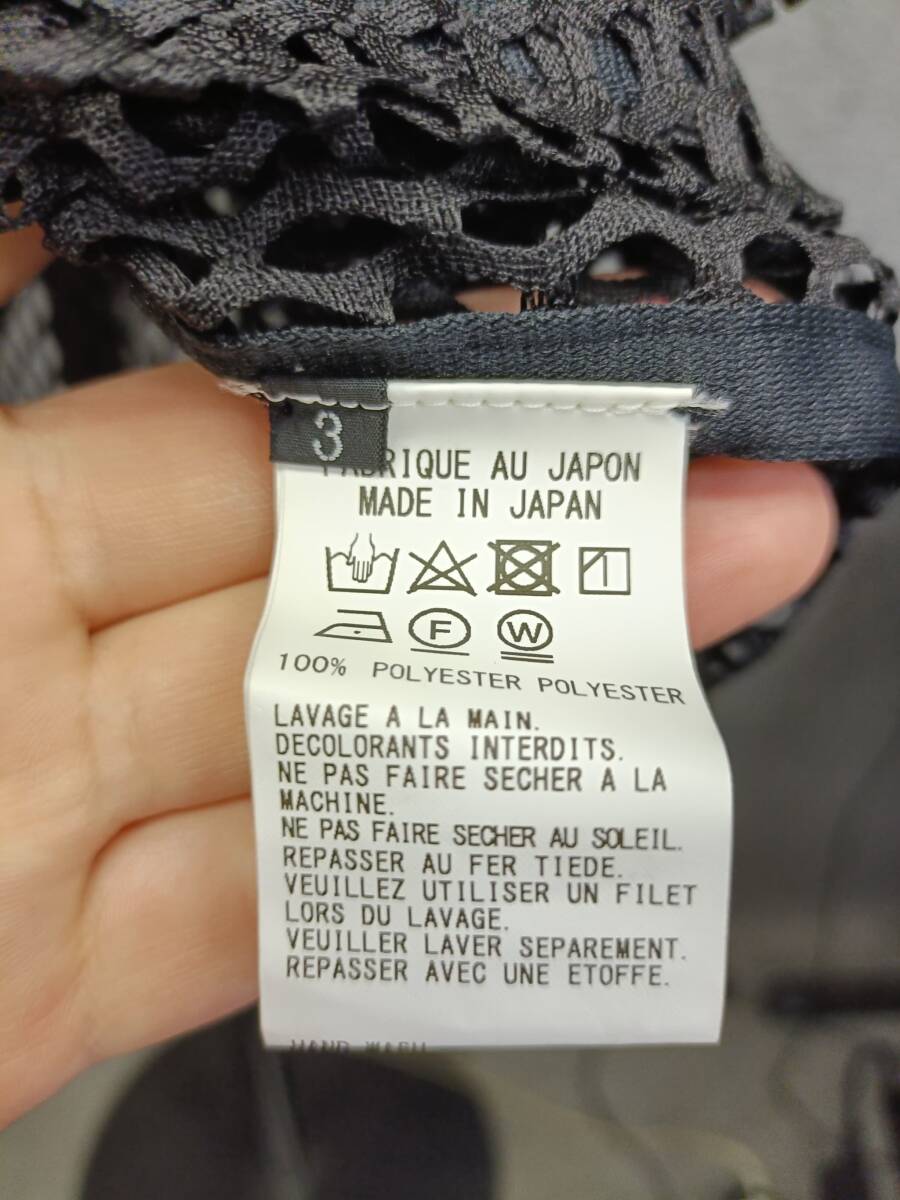 3
FABRIQUE AU JAPON
MADE IN JAPAN
F W
100% POLYESTER POLYESTER
LAVAGE A LA MAIN.
DECOLORANTS INTERDITS.
NE PAS FAIRE SECHER A LA
MACHINE.
NE PAS FAIRE SECHER AU SOLEIL.
REPASSER AU FER TIEDE.
VEUILLEZ UTILISER UN FILET
LORS DU LAVAGE.
VEUILLER LAVER SEPAREMENT.
REPASSER AVEC UNE ETOFFE.
HAND WASH